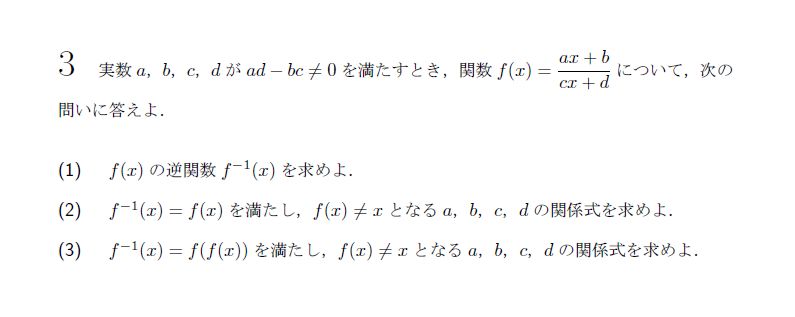 3 実数 a, b, c, d が ad − bc ≠ 0 を満たすとき,関数 f(x) = \frac{ax + b}{cx + d} について,次の
問いに答えよ.
(1) f(x) の逆関数 f⁻¹(x) を求めよ.
(2) f⁻¹(x) = f(x) を満たし,f(x) ≠ x となる a, b, c, d の関係式を求めよ.
(3) f⁻¹(x) = f(f(x)) を満たし,f(x) ≠ x となる a, b, c, d の関係式を求めよ.